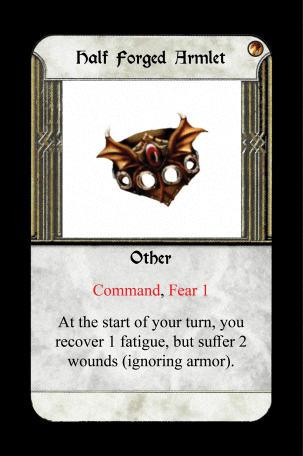 Half Forged Armlet
Other
Command, Fear 1
At the start of your turn, you
recover 1 fatigue, but suffer 2
wounds (ignoring armor).